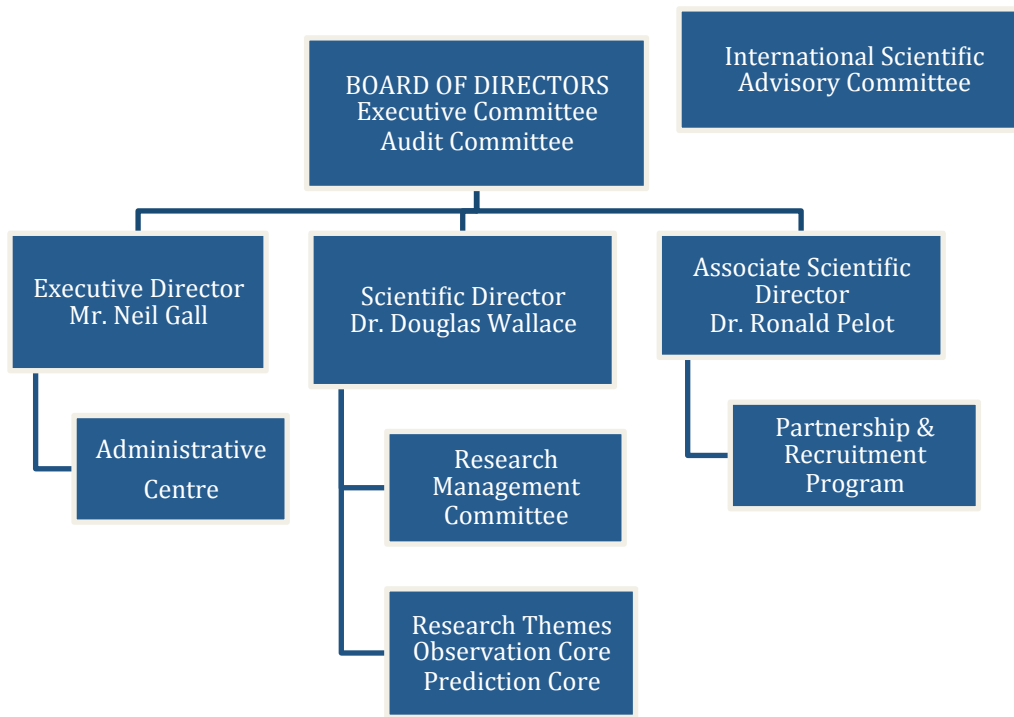 BOARD OF DIRECTORS
Executive Committee
Audit Committee
International Scientific
Advisory Committee
Executive Director
Mr. Neil Gall
Scientific Director
Dr. Douglas Wallace
Associate Scientific
Director
Dr. Ronald Pelot
Administrative
Centre
Research
Management
Committee
Partnership &
Recruitment
Program
Research Themes
Observation Core
Prediction Core